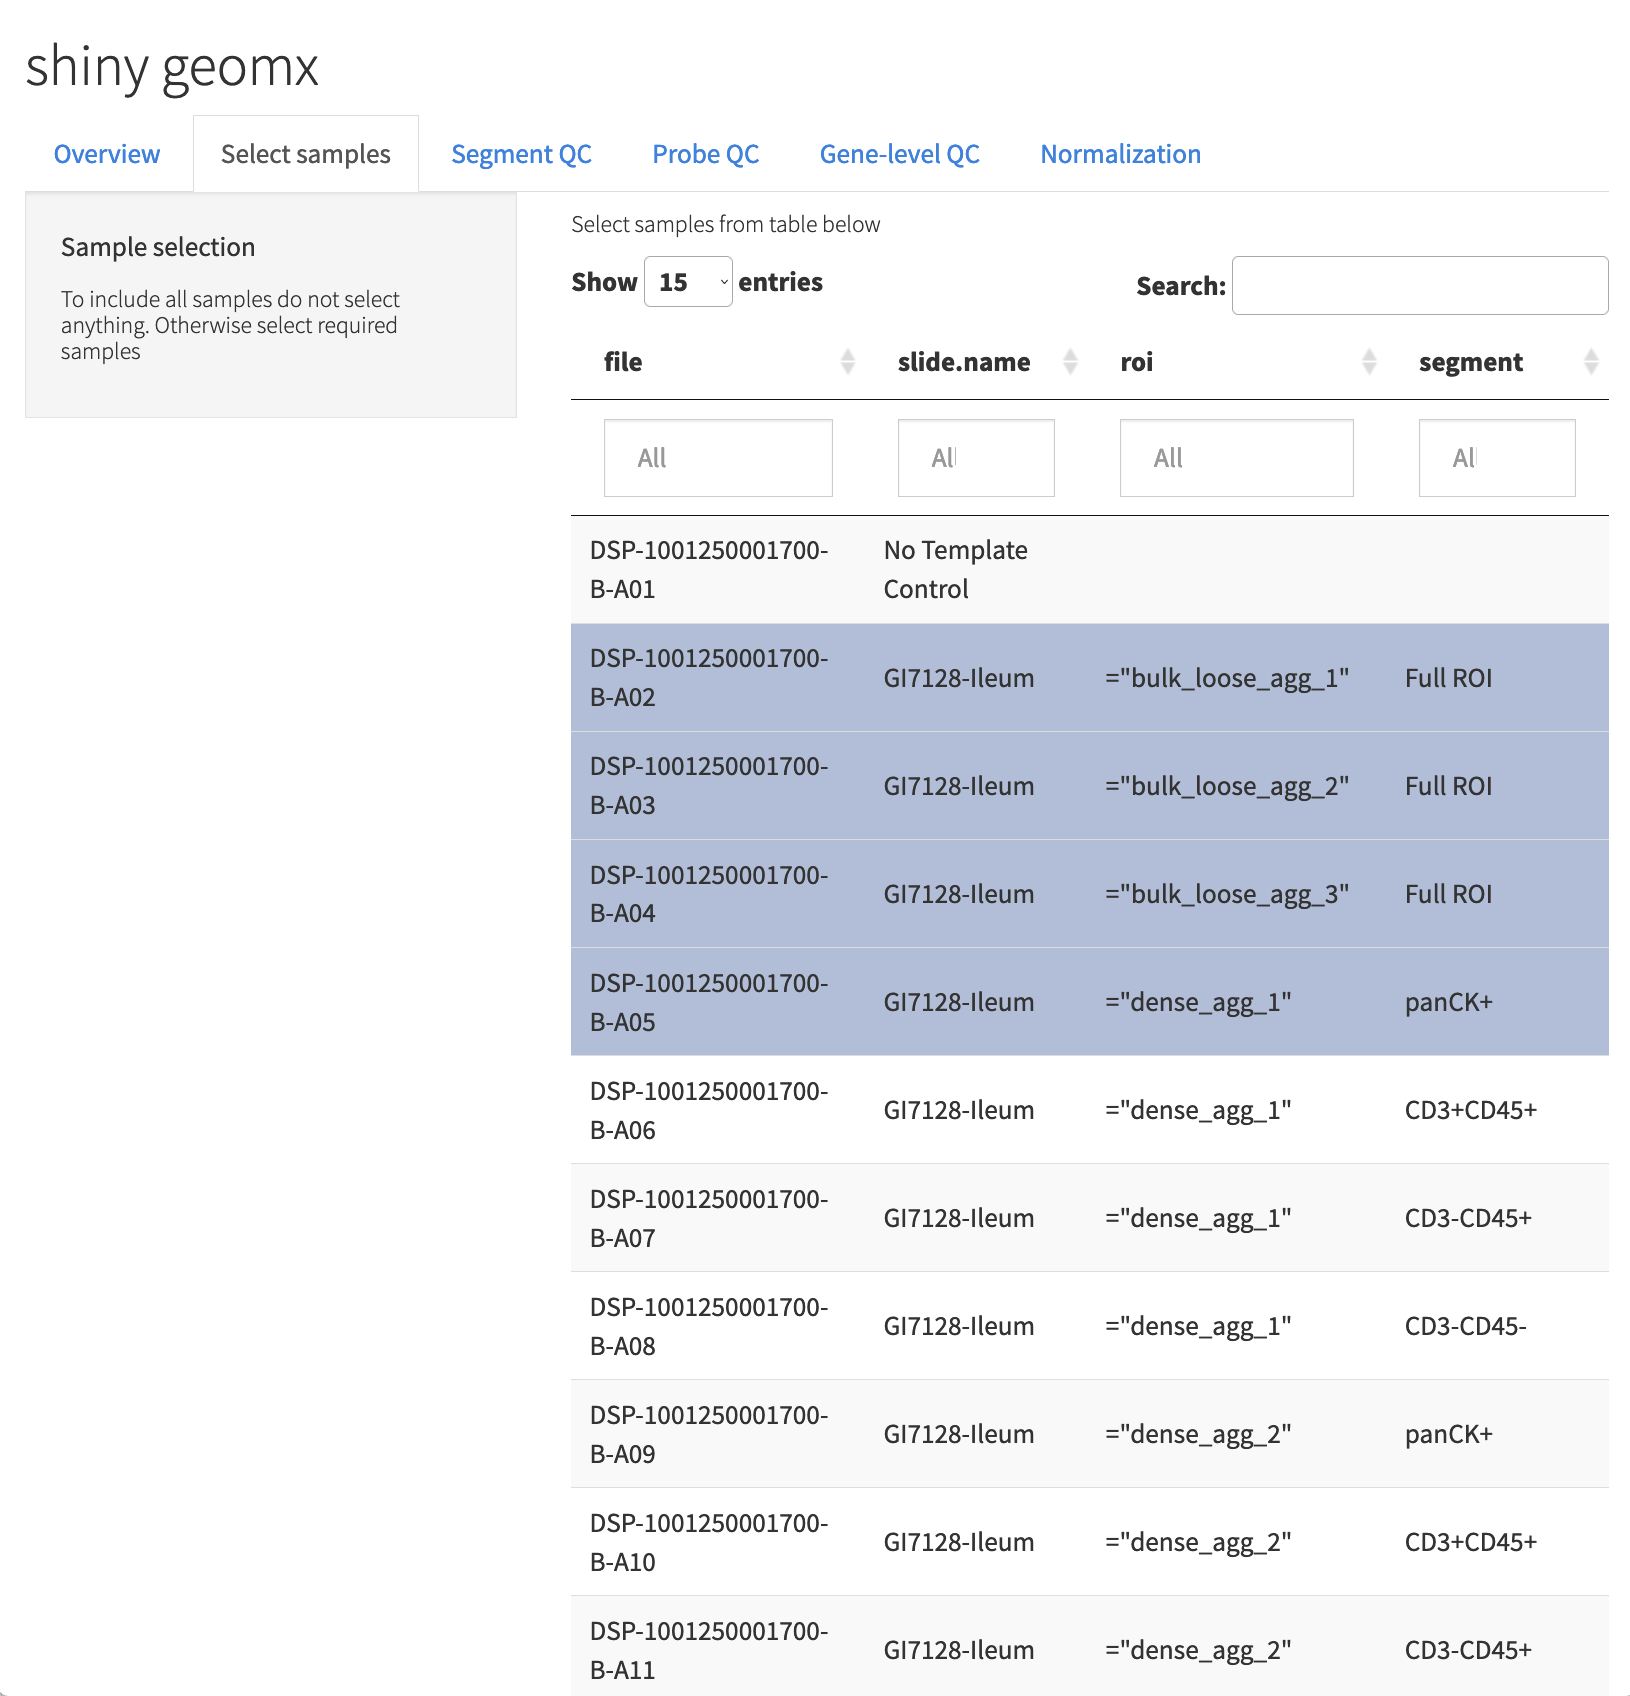 shiny geomx
Overview Select samples Segment QC Probe QC Gene-level QC Normalization
Sample selection
To include all samples do not select
anything. Otherwise select required
samples
Select samples from table below
Show 15 entries
Search:
file slide.name roi segment
All All All All
DSP-1001250001700-
B-A01
No Template
Control
DSP-1001250001700-
B-A02
GI7128-Ileum ="bulk_loose_agg_1" Full ROI
DSP-1001250001700-
B-A03
GI7128-Ileum ="bulk_loose_agg_2" Full ROI
DSP-1001250001700-
B-A04
GI7128-Ileum ="bulk_loose_agg_3" Full ROI
DSP-1001250001700-
B-A05
GI7128-Ileum ="dense_agg_1" panCK+
DSP-1001250001700-
B-A06
GI7128-Ileum ="dense_agg_1" CD3+CD45+
DSP-1001250001700-
B-A07
GI7128-Ileum ="dense_agg_1" CD3-CD45+
DSP-1001250001700-
B-A08
GI7128-Ileum ="dense_agg_1" CD3-CD45-
DSP-1001250001700-
B-A09
GI7128-Ileum ="dense_agg_2" panCK+
DSP-1001250001700-
B-A10
GI7128-Ileum ="dense_agg_2" CD3+CD45+
DSP-1001250001700-
B-A11
GI7128-Ileum ="dense_agg_2" CD3-CD45+